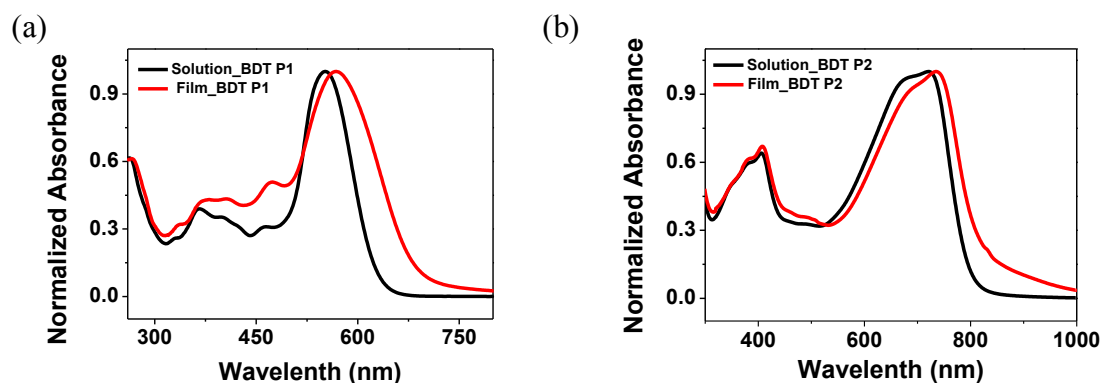 (a)
Solution_BDT P1
Film_BDT P1
Normalized Absorbance
0.9
0.6
0.3
0.0
300 450 600 750
Wavelenth (nm)
(b)
Solution_BDT P2
Film_BDT P2
Normalized Absorbance
0.9
0.6
0.3
0.0
400 600 800 1000
Wavelenth (nm)